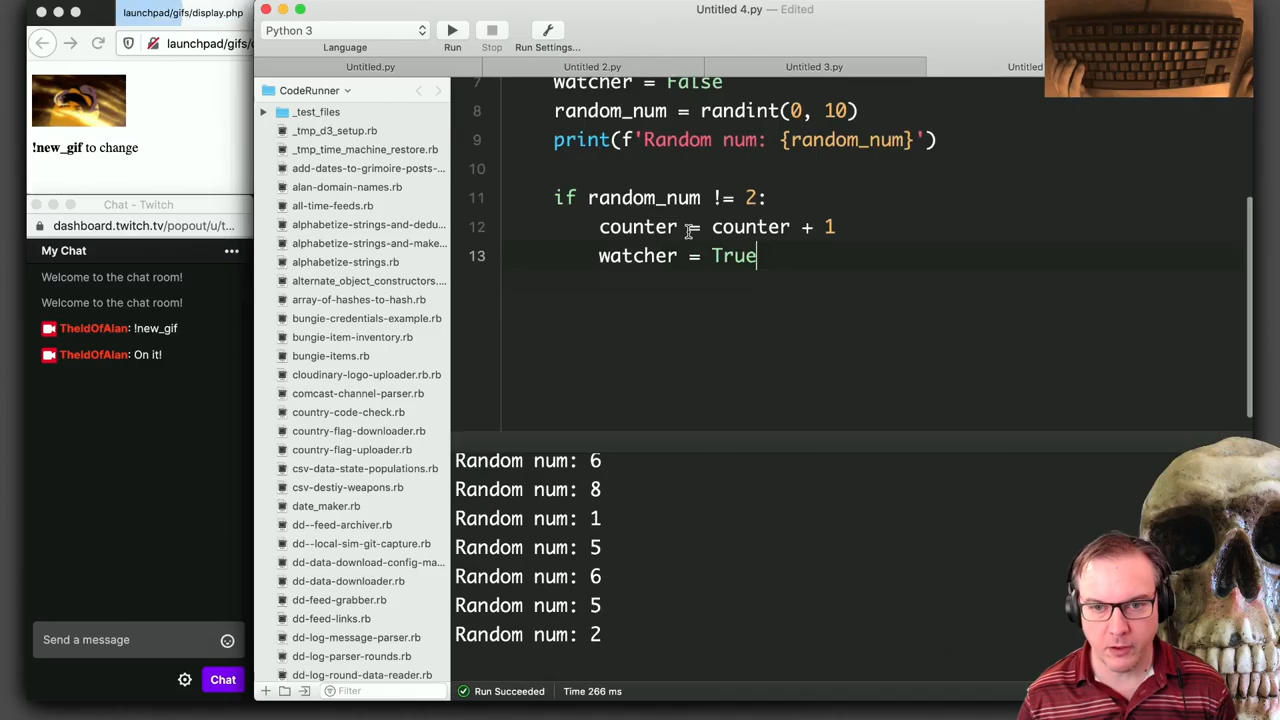 launchpad/gifs/display.php
launchpad/gifs/
!new_gif to change
Chat - Twitch
dashboard.twitch.tv/popout/u/t...
My Chat
Welcome to the chat room!
Welcome to the chat room!
TheIdOfAlan: !new_gif
TheIdOfAlan: On it!
Send a message
Chat
Untitled 4.py — Edited
Python 3
Language
Run
Stop
Run Settings...
Untitled.py
Untitled 2.py
Untitled 3.py
Untitled
CodeRunner
_test_files
_tmp_d3_setup.rb
_tmp_time_machine_restore.rb
add-dates-to-grimoire-posts-...
alan-domain-names.rb
all-time-feeds.rb
alphabetize-strings-and-dedu...
alphabetize-strings-and-make...
alphabetize-strings.rb
alternate_object_constructors....
array-of-hashes-to-hash.rb
bungie-credentials-example.rb
bungie-item-inventory.rb
bungie-items.rb
cloudinary-logo-uploader.rb.rb
comcast-channel-parser.rb
country-code-check.rb
country-flag-downloader.rb
country-flag-uploader.rb
csv-data-state-populations.rb
csv-destiy-weapons.rb
date_maker.rb
dd--feed-archiver.rb
dd--local-sim-git-capture.rb
dd-data-download-config-ma...
dd-data-downloader.rb
dd-feed-grabber.rb
dd-feed-links.rb
dd-log-message-parser.rb
dd-log-parser-rounds.rb
dd-log-round-data-reader.rb
Filter
7 watcher = False
8 random_num = randint(0, 10)
9 print(f'Random num: {random_num}')
10
11 if random_num != 2:
12 counter = counter + 1
13 watcher = True
Random num: 6
Random num: 8
Random num: 1
Random num: 5
Random num: 6
Random num: 5
Random num: 2
Run Succeeded
Time 266 ms